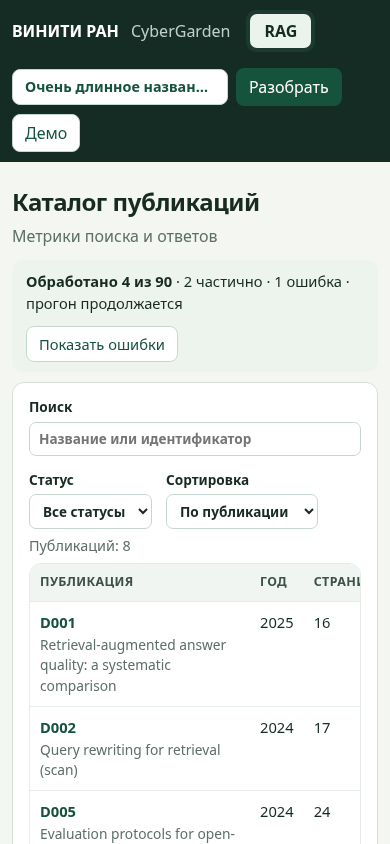 ВИНИТИ РАН CyberGarden RAG
Очень длинное назван... Разобрать
Демо
Каталог публикаций
Метрики поиска и ответов
Обработано 4 из 90 · 2 частично · 1 ошибка ·
прогон продолжается
Показать ошибки
Поиск
Название или идентификатор
Статус Сортировка
Все статусы По публикации
Публикаций: 8
ПУБЛИКАЦИЯ ГОД СТРАНИ
D001 2025 16
Retrieval-augmented answer
quality: a systematic
comparison
D002 2024 17
Query rewriting for retrieval
(scan)
D005 2024 24
Evaluation protocols for open-